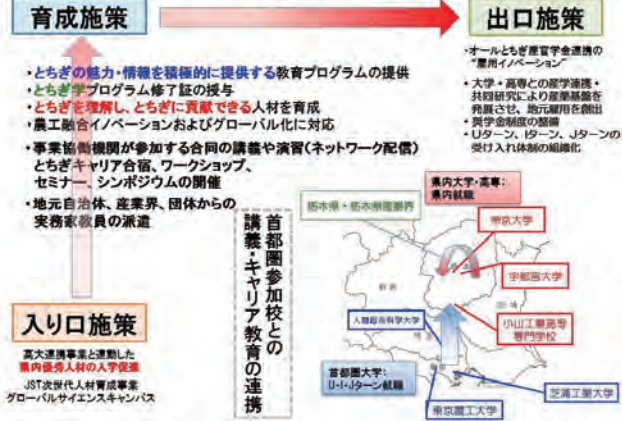 育成施策
出口施策
・とちぎの魅力・情報を積極的に提供する教育プログラムの提供
・とちぎ学プログラム修了証の授与
・とちぎを理解し、とちぎに貢献できる人材を育成
・農工融合イノベーションおよびグローバル化に対応
・事業協働機関が参加する合同の講義や演習(ネットワーク配信)
とちぎキャリア合宿、ワークショップ、
セミナー、シンポジウムの開催
・地元自治体、産業界、団体からの
実務家教員の派遣
・オールとちぎ産官学金連携の
“雇用イノベーション”
・大学・高専との産学連携・
共同研究により産業基盤を
発展させ、地元雇用を創出
・奨学金制度の整備
・Uターン、Iターン、Jターンの
受け入れ体制の組織化
入り口施策
高大連携事業と連動した
県内優秀人材の入学促進
JST次世代人材育成事業
グローバルサイエンスキャンパス
首都圏参加校との
講義・キャリア教育の連携
県内大学・高専:
県内就職
栃木県・栃木県産業界
帝京大学
宇都宮大学
小山工業高等
専門学校
人間総合科学大学
首都圏大学:
U・I・Jターン就職
東京農工大学
芝浦工業大学